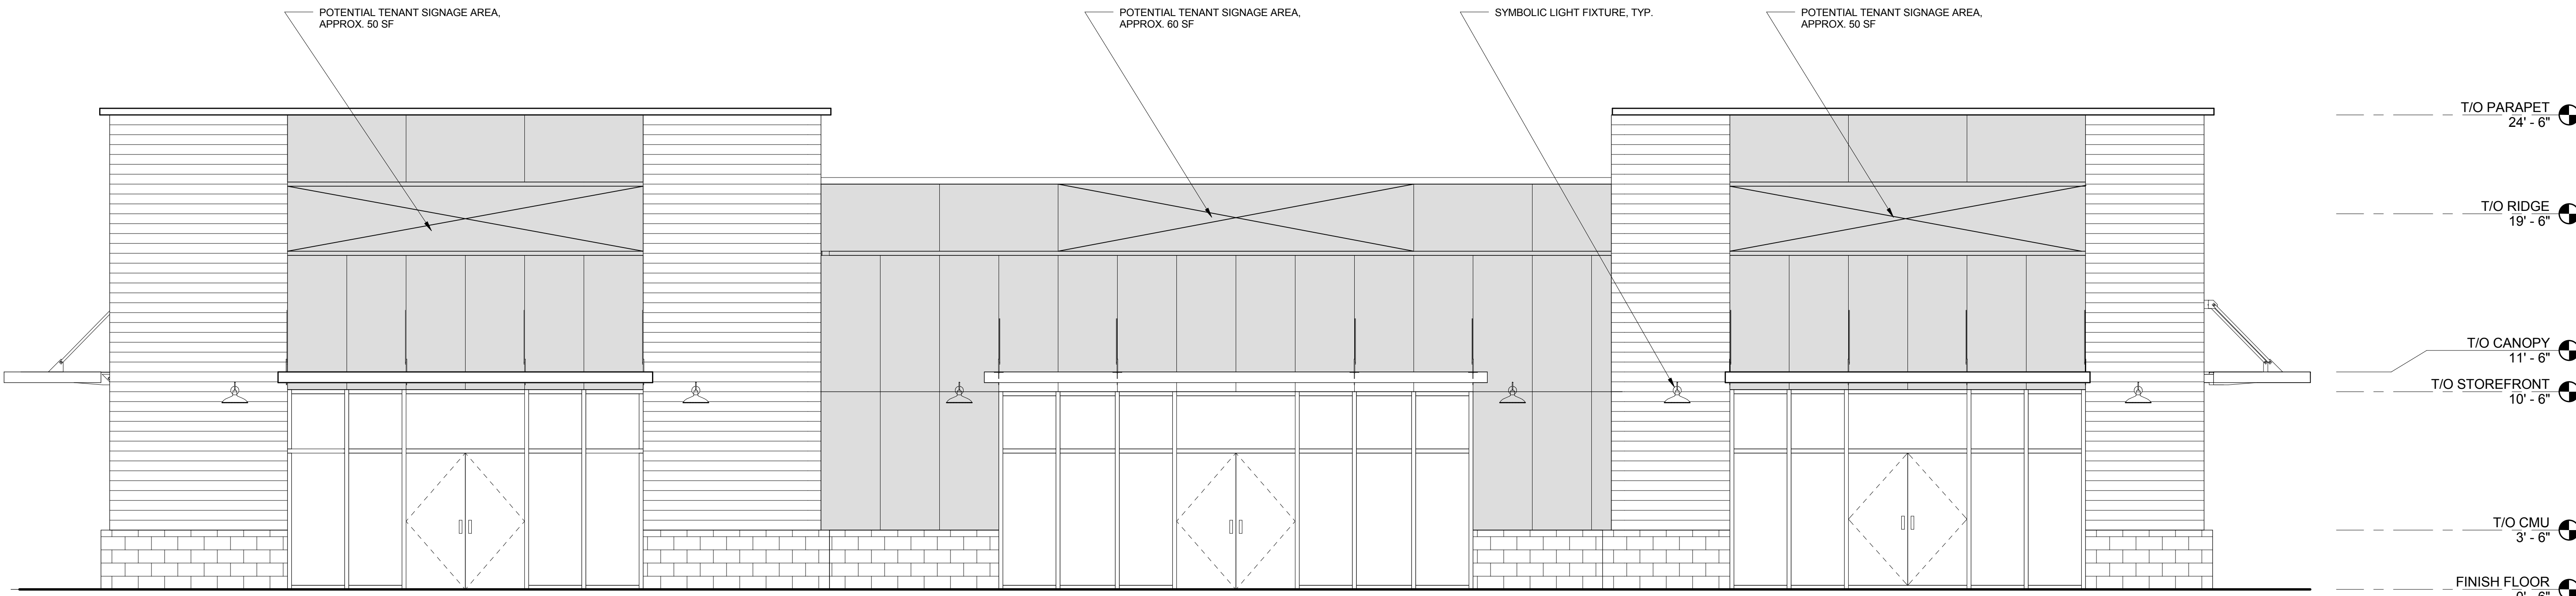 POTENTIAL TENANT SIGNAGE AREA,
APPROX. 50 SF
POTENTIAL TENANT SIGNAGE AREA,
APPROX. 60 SF
SYMBOLIC LIGHT FIXTURE, TYP.
POTENTIAL TENANT SIGNAGE AREA,
APPROX. 50 SF
T/O PARAPET
24' - 6"
T/O RIDGE
19' - 6"
T/O CANOPY
11' - 6"
T/O STOREFRONT
10' - 6"
T/O CMU
3' - 6"
FINISH FLOOR
0' - 6"